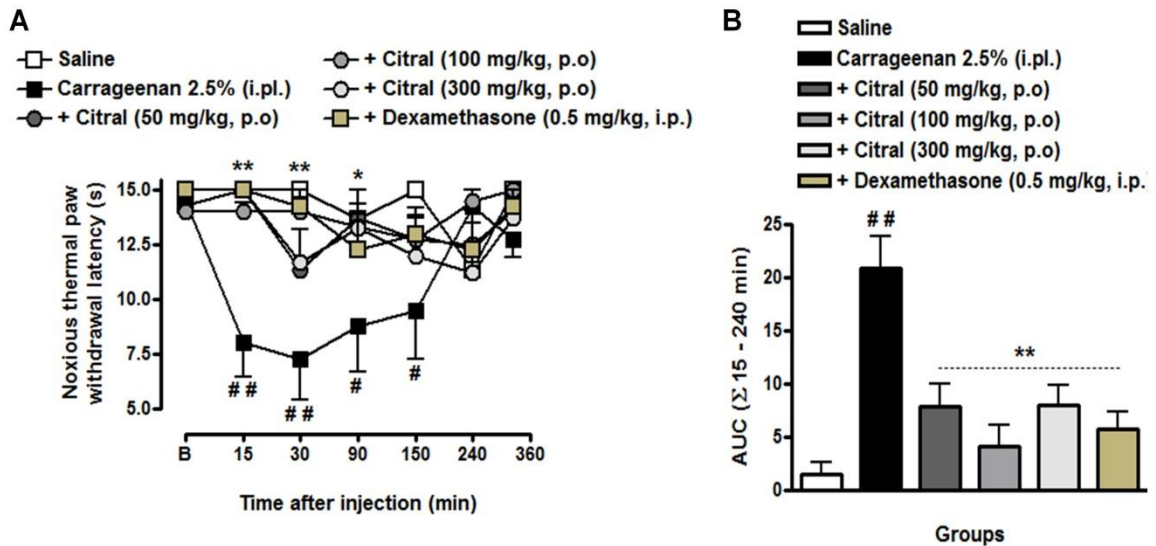 A
Saline
Carrageenan 2.5% (i.pl.)
+ Citral (50 mg/kg, p.o)
+ Citral (100 mg/kg, p.o)
+ Citral (300 mg/kg, p.o)
+ Dexamethasone (0.5 mg/kg, i.p.)
Noxious thermal paw
withdrawal latency (s)
15.0
12.5
10.0
7.5
5.0
** ** *
# # # # # #
B 15 30 90 150 240 360
Time after injection (min)
B
Saline
Carrageenan 2.5% (i.pl.)
+ Citral (50 mg/kg, p.o)
+ Citral (100 mg/kg, p.o)
+ Citral (300 mg/kg, p.o)
+ Dexamethasone (0.5 mg/kg, i.p.
AUC (Σ 15 - 240 min)
25
20
15
10
5
0
# #
**
Groups